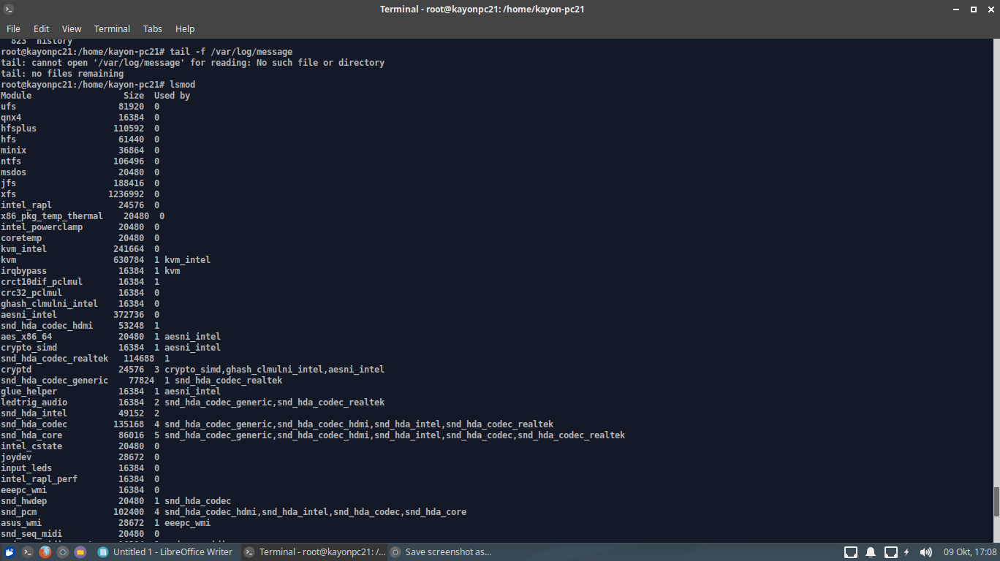 Terminal - root@kayonpc21: /home/kayon-pc21
File Edit View Terminal Tabs Help
823 history
root@kayonpc21:/home/kayon-pc21# tail -f /var/log/message
tail: cannot open '/var/log/message' for reading: No such file or directory
tail: no files remaining
root@kayonpc21:/home/kayon-pc21# lsmod
Module Size Used by
ufs 81920 0
qnx4 16384 0
hfsplus 110592 0
hfs 61440 0
minix 36864 0
ntfs 106496 0
msdos 20480 0
jfs 188416 0
xfs 1236992 0
intel_rapl 24576 0
x86_pkg_temp_thermal 20480 0
intel_powerclamp 20480 0
coretemp 20480 0
kvm_intel 241664 0
kvm 630784 1 kvm_intel
irqbypass 16384 1 kvm
crct10dif_pclmul 16384 1
crc32_pclmul 16384 0
ghash_clmulni_intel 16384 0
aesni_intel 372736 0
snd_hda_codec_hdmi 53248 1
aes_x86_64 20480 1 aesni_intel
crypto_simd 16384 1 aesni_intel
snd_hda_codec_realtek 114688 1
cryptd 24576 3 crypto_simd,ghash_clmulni_intel,aesni_intel
snd_hda_codec_generic 77824 1 snd_hda_codec_realtek
glue_helper 16384 1 aesni_intel
ledtrig_audio 16384 2 snd_hda_codec_generic,snd_hda_codec_realtek
snd_hda_intel 49152 2
snd_hda_codec 135168 4 snd_hda_codec_generic,snd_hda_codec_hdmi,snd_hda_intel,snd_hda_codec_realtek
snd_hda_core 86016 5 snd_hda_codec_generic,snd_hda_codec_hdmi,snd_hda_intel,snd_hda_codec,snd_hda_codec_realtek
intel_cstate 20480 0
joydev 28672 0
input_leds 16384 0
intel_rapl_perf 16384 0
eeepc_wmi 16384 0
snd_hwdep 20480 1 snd_hda_codec
snd_pcm 102400 4 snd_hda_codec_hdmi,snd_hda_intel,snd_hda_codec,snd_hda_core
asus_wmi 28672 1 eeepc_wmi
snd_seq_midi 20480 0
Untitled 1 - LibreOffice Writer Terminal - root@kayonpc21: /... Save screenshot as... 09 Okt, 17:08